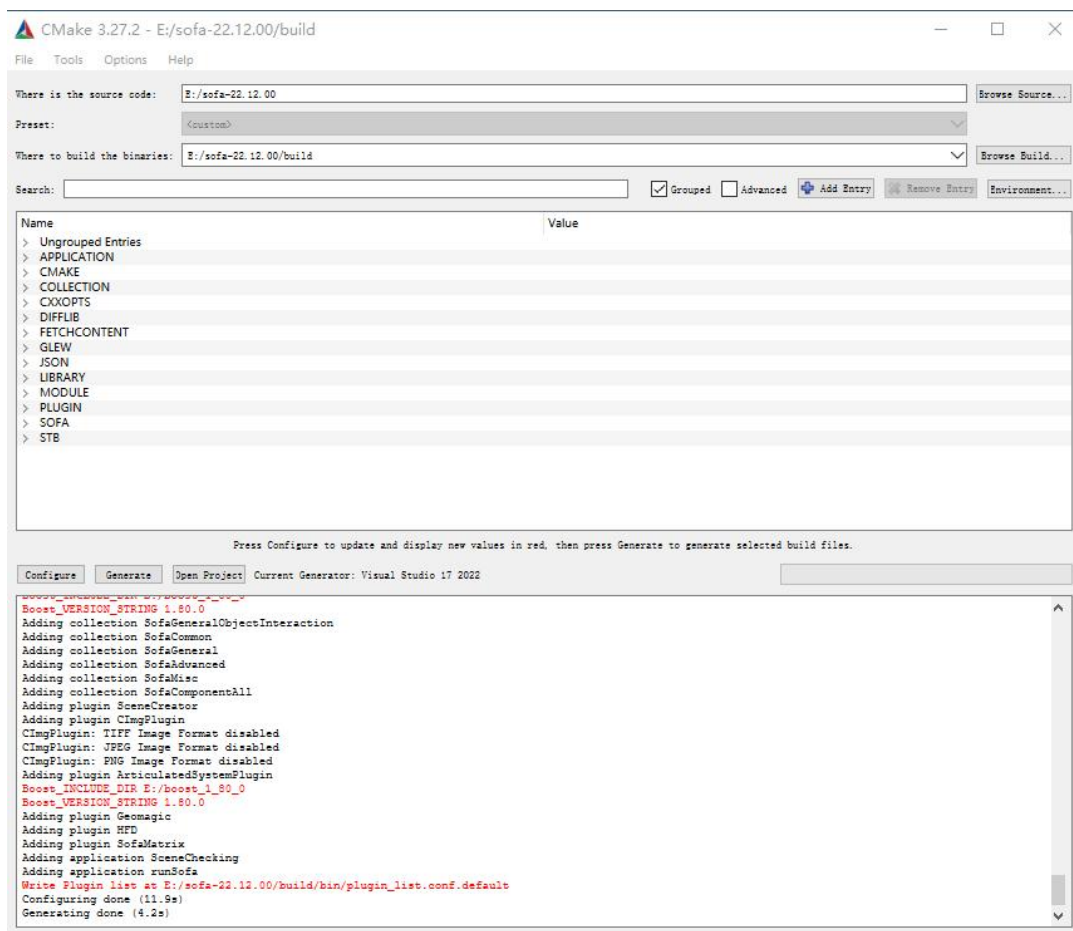 CMake 3.27.2 - E:/sofa-22.12.00/build
File Tools Options Help
Where is the source code: E:/sofa-22.12.00 Browse Source...
Preset: <custom>
Where to build the binaries: E:/sofa-22.12.00/build Browse Build...
Search: Grouped Advanced Add Entry Remove Entry Environment...
Name Value
Ungrouped Entries
APPLICATION
CMAKE
COLLECTION
CXXOPTS
DIFFLIB
FETCHCONTENT
GLEW
JSON
LIBRARY
MODULE
PLUGIN
SOFA
STB
Press Configure to update and display new values in red, then press Generate to generate selected build files.
Configure Generate Open Project Current Generator: Visual Studio 17 2022
Boost_INCLUDE_DIR E:/boost_1_80_0
Boost_VERSION_STRING 1.80.0
Adding collection SofaGeneralObjectInteraction
Adding collection SofaCommon
Adding collection SofaGeneral
Adding collection SofaAdvanced
Adding collection SofaMisc
Adding collection SofaComponentAll
Adding plugin SceneCreator
Adding plugin CImgPlugin
CImgPlugin: TIFF Image Format disabled
CImgPlugin: JPEG Image Format disabled
CImgPlugin: PNG Image Format disabled
Adding plugin ArticulatedSystemPlugin
Boost_INCLUDE_DIR E:/boost_1_80_0
Boost_VERSION_STRING 1.80.0
Adding plugin Geomagic
Adding plugin HFD
Adding plugin SofaMatrix
Adding application SceneChecking
Adding application runSofa
Write Plugin list at E:/sofa-22.12.00/build/bin/plugin_list.conf.default
Configuring done (11.9s)
Generating done (4.2s)